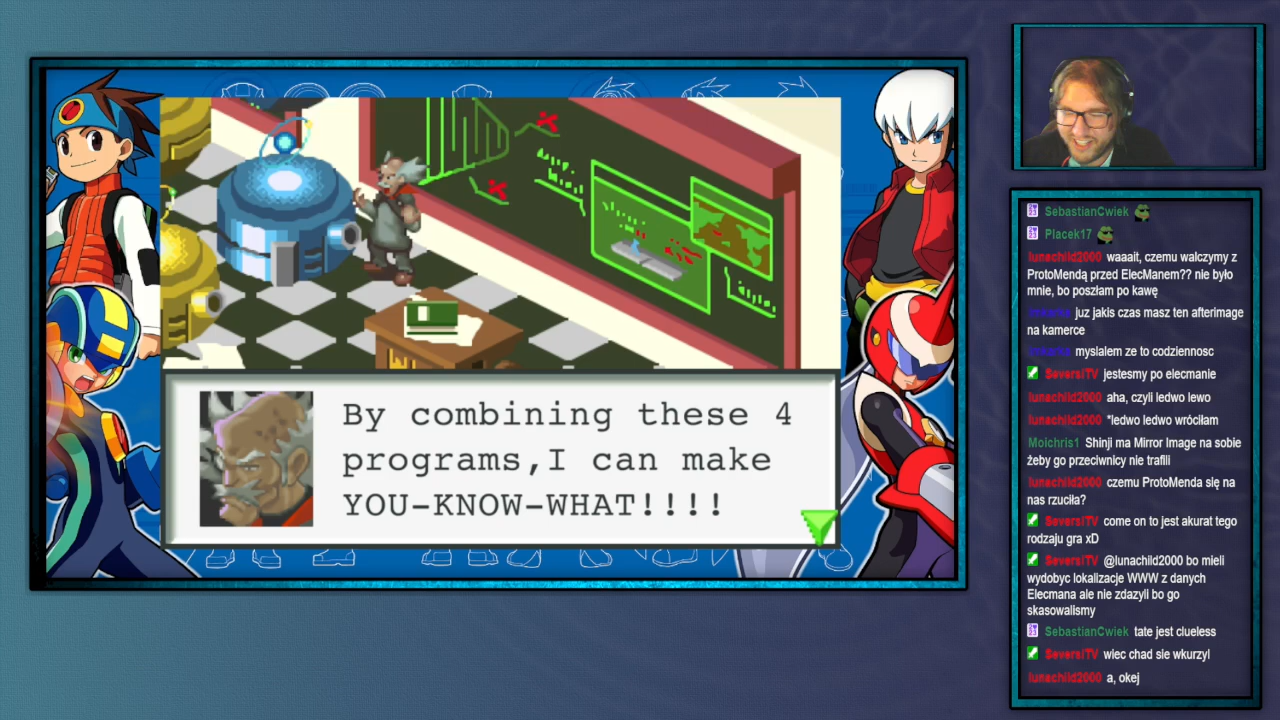 By combining these 4
programs,I can make
YOU-KNOW-WHAT!!!!
SebastianCwiek
Placek17
lunachild2000 waaait, czemu walczymy z
ProtoMendą przed ElecManem?? nie było
mnie, bo poszłam po kawę
juz jakis czas masz ten afterimage
na kamerce
myslalem ze to codziennosc
SeversTV jestesmy po elecmanie
lunachild2000 aha, czyli ledwo lewo
lunachild2000 *ledwo ledwo wróciłam
Moichris1 Shinji ma Mirror Image na sobie
żeby go przeciwnicy nie trafili
lunachild2000 czemu ProtoMenda się na
nas rzuciła?
SeversTV come on to jest akurat tego
rodzaju gra xD
SeversTV @lunachild2000 bo mieli
wydobyc lokalizacje WWW z danych
Elecmana ale nie zdazyli bo go
skasowalismy
SebastianCwiek tate jest clueless
SeversTV wiec chad sie wkurzyl
lunachild2000 a, okej